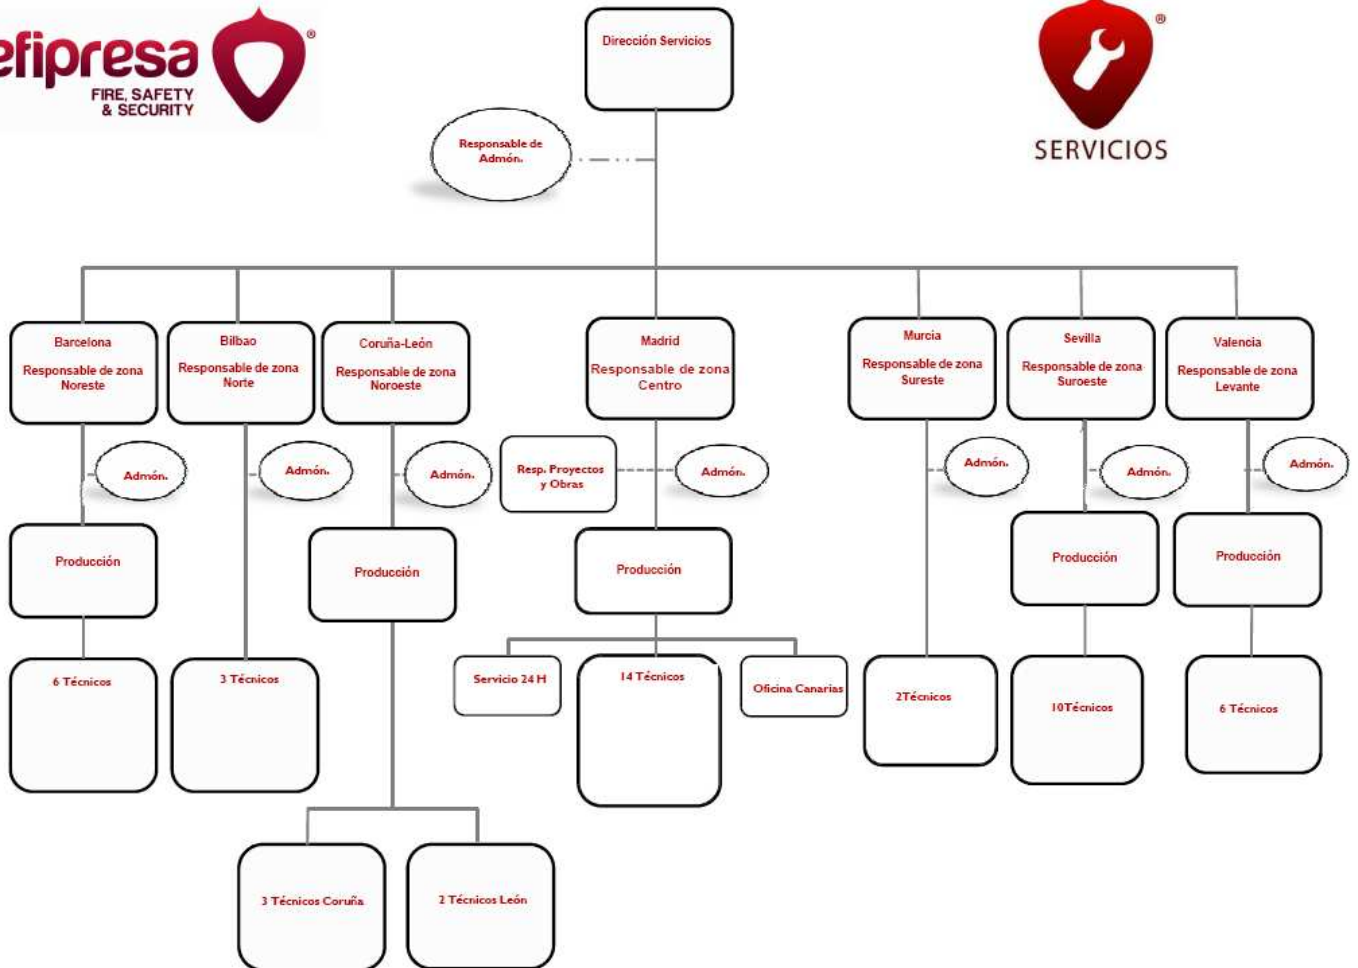 efipresa
FIRE, SAFETY
& SECURITY
®
Dirección Servicios
®
SERVICIOS
Responsable de
Admón.
Barcelona
Responsable de zona
Noreste
Bilbao
Responsable de zona
Norte
Coruña-León
Responsable de zona
Noroeste
Madrid
Responsable de zona
Centro
Murcia
Responsable de zona
Sureste
Sevilla
Responsable de zona
Suroeste
Valencia
Responsable de zona
Levante
Admón.
Admón.
Admón.
Resp. Proyectos
y Obras
Admón.
Admón.
Admón.
Admón.
Producción
Producción
Producción
Producción
Producción
6 Técnicos
3 Técnicos
Servicio 24 H
14 Técnicos
Oficina Canarias
2Técnicos
10Técnicos
6 Técnicos
3 Técnicos Coruña
2 Técnicos León